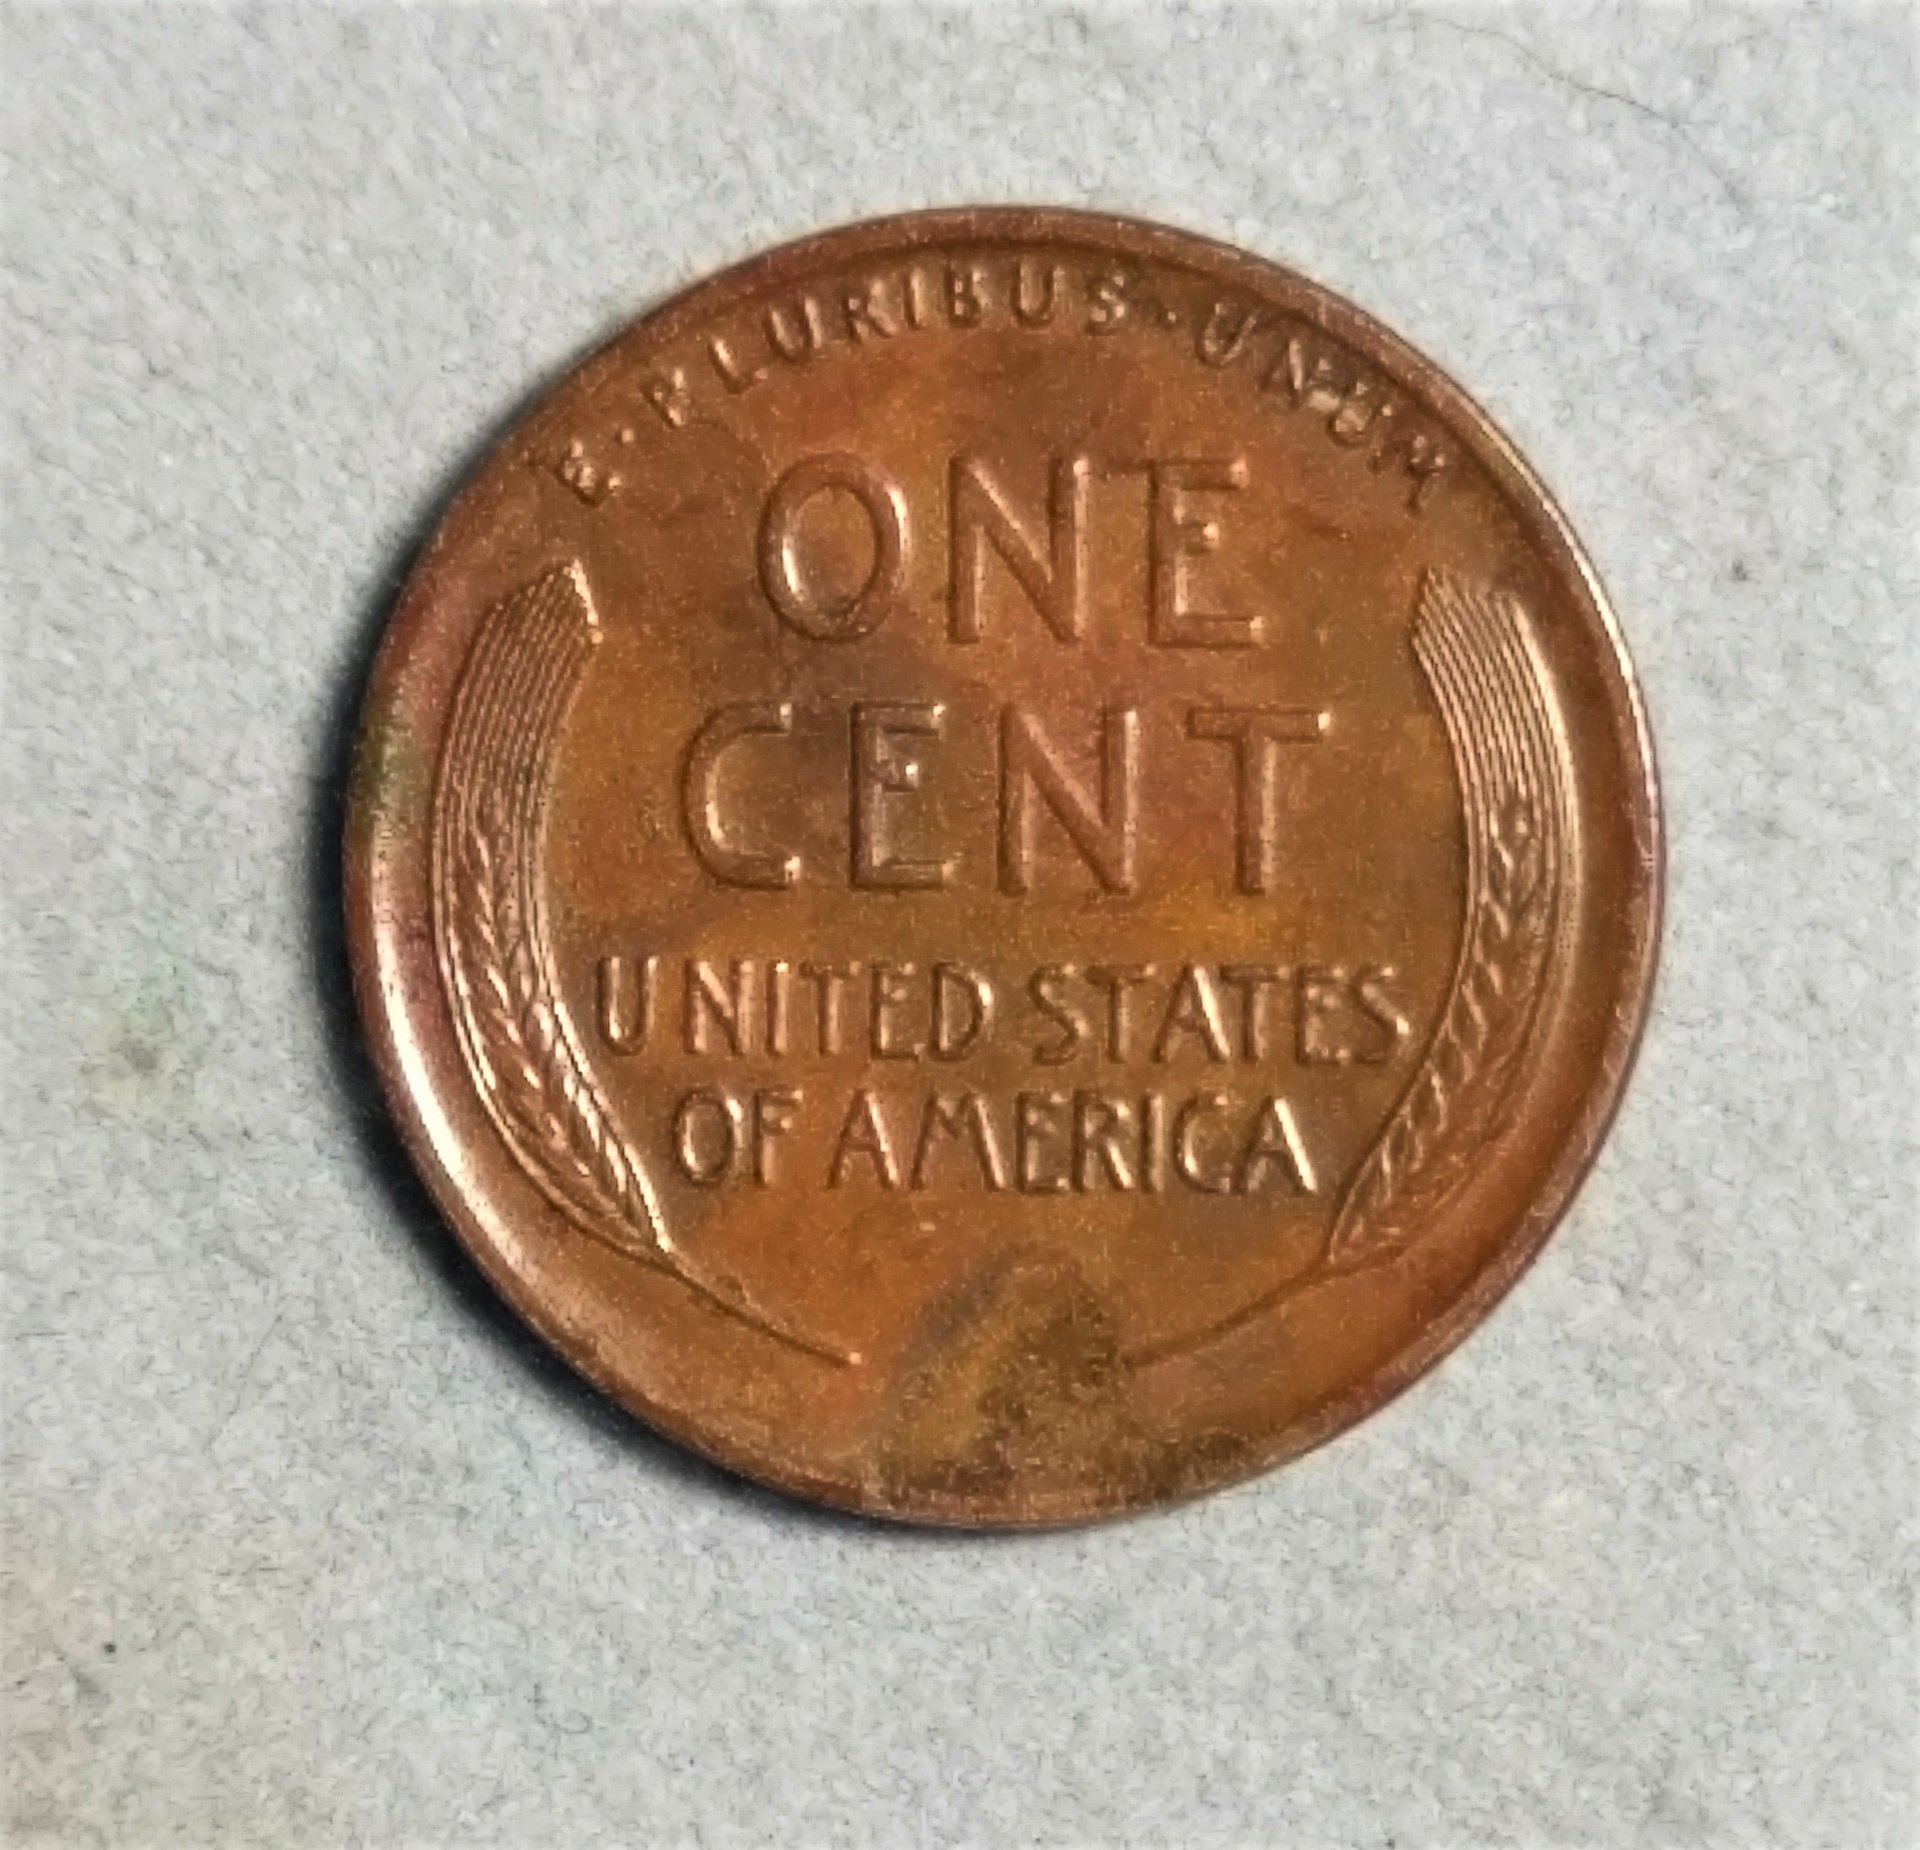 E·PLURIBUS·UNUM
ONE
CENT
UNITED STATES
OF AMERICA